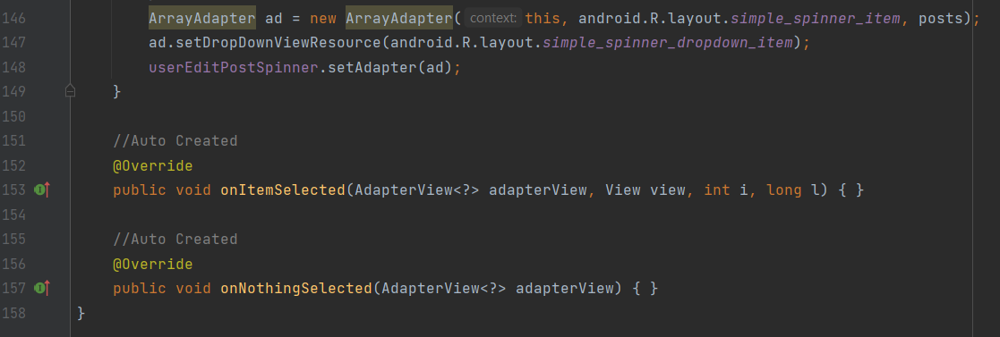 146 ArrayAdapter ad = new ArrayAdapter( context: this, android.R.layout.simple_spinner_item, posts);
147 ad.setDropDownViewResource(android.R.layout.simple_spinner_dropdown_item);
148 userEditPostSpinner.setAdapter(ad);
149 }
150
151 //Auto Created
152 @Override
153 public void onItemSelected(AdapterView<?> adapterView, View view, int i, long l) { }
154
155 //Auto Created
156 @Override
157 public void onNothingSelected(AdapterView<?> adapterView) { }
158 }